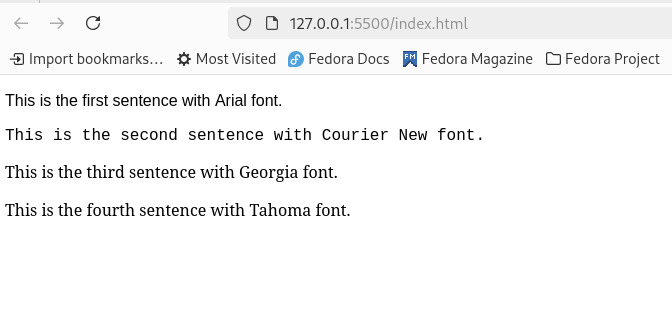 127.0.0.1:5500/index.html
Import bookmarks... Most Visited Fedora Docs FM Fedora Magazine Fedora Project
This is the first sentence with Arial font.
This is the second sentence with Courier New font.
This is the third sentence with Georgia font.
This is the fourth sentence with Tahoma font.